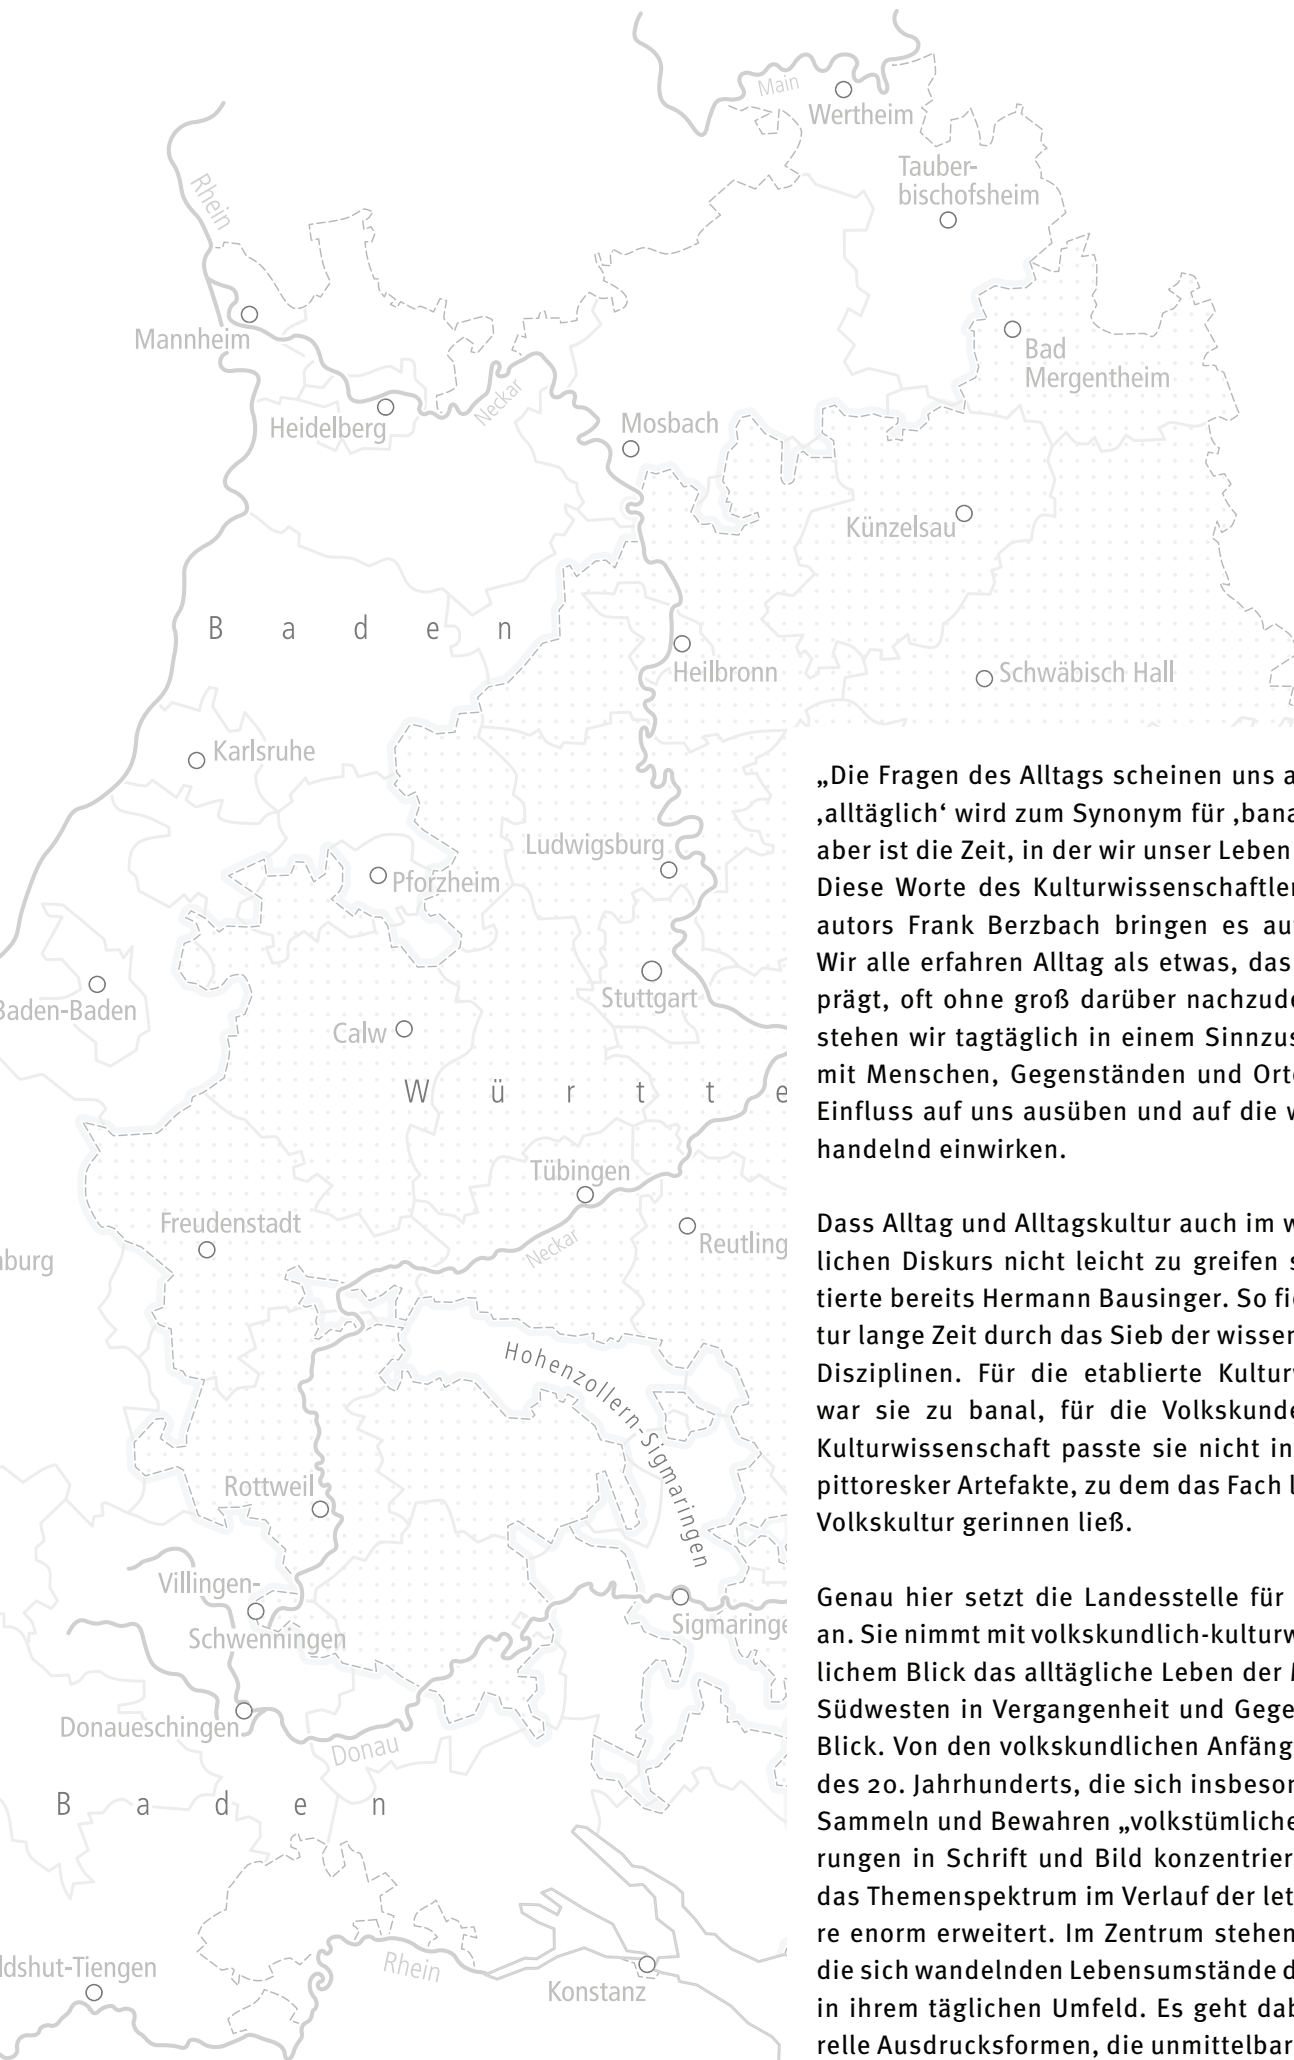 Main
Wertheim
Tauber-
bischofsheim
Rhein
Mannheim
Bad
Mergentheim
Neckar
Heidelberg
Mosbach
Künzelsau
Baden
Heilbronn
Schwäbisch Hall
Karlsruhe
Ludwigsburg
Pforzheim
Stuttgart
Baden-Baden
Calw
Württe
Tübingen
Freudenstadt
Reutling
Neckar
burg
Hohenzollern-Sigmaringen
Rottweil
Villingen-
Schwenningen
Sigmaringe
Donaueschingen
Donau
Baden
dshut-Tiengen
Rhein
Konstanz
„Die Fragen des Alltags scheinen uns a
‚alltäglich‘ wird zum Synonym für ‚bana
aber ist die Zeit, in der wir unser Leben
Diese Worte des Kulturwissenschaftler
autors Frank Berzbach bringen es au
Wir alle erfahren Alltag als etwas, das
prägt, oft ohne groß darüber nachzude
stehen wir tagtäglich in einem Sinnzus
mit Menschen, Gegenständen und Orte
Einfluss auf uns ausüben und auf die w
handelnd einwirken.
Dass Alltag und Alltagskultur auch im w
lichen Diskurs nicht leicht zu greifen s
tierte bereits Hermann Bausinger. So fie
tur lange Zeit durch das Sieb der wissen
Disziplinen. Für die etablierte Kulturw
war sie zu banal, für die Volkskunde
Kulturwissenschaft passte sie nicht in
pittoresker Artefakte, zu dem das Fach l
Volkskultur gerinnen ließ.
Genau hier setzt die Landesstelle für
an. Sie nimmt mit volkskundlich-kulturw
lichem Blick das alltägliche Leben der M
Südwesten in Vergangenheit und Gege
Blick. Von den volkskundlichen Anfäng
des 20. Jahrhunderts, die sich insbeson
Sammeln und Bewahren „volkstümliche
rungen in Schrift und Bild konzentrier
das Themenspektrum im Verlauf der let
re enorm erweitert. Im Zentrum stehen
die sich wandelnden Lebensumstände d
in ihrem täglichen Umfeld. Es geht dab
relle Ausdrucksformen, die unmittelbar